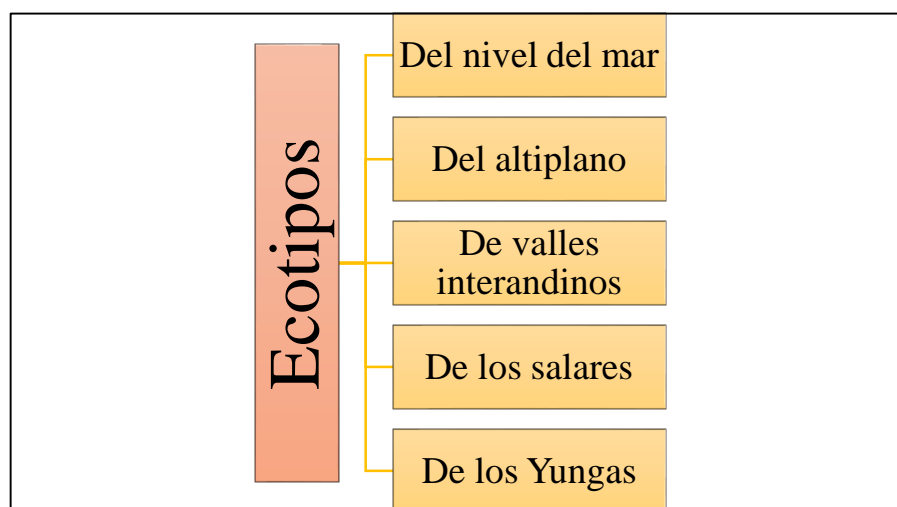 Ecotipos
Del nivel del mar
Del altiplano
De valles
interandinos
De los salares
De los Yungas